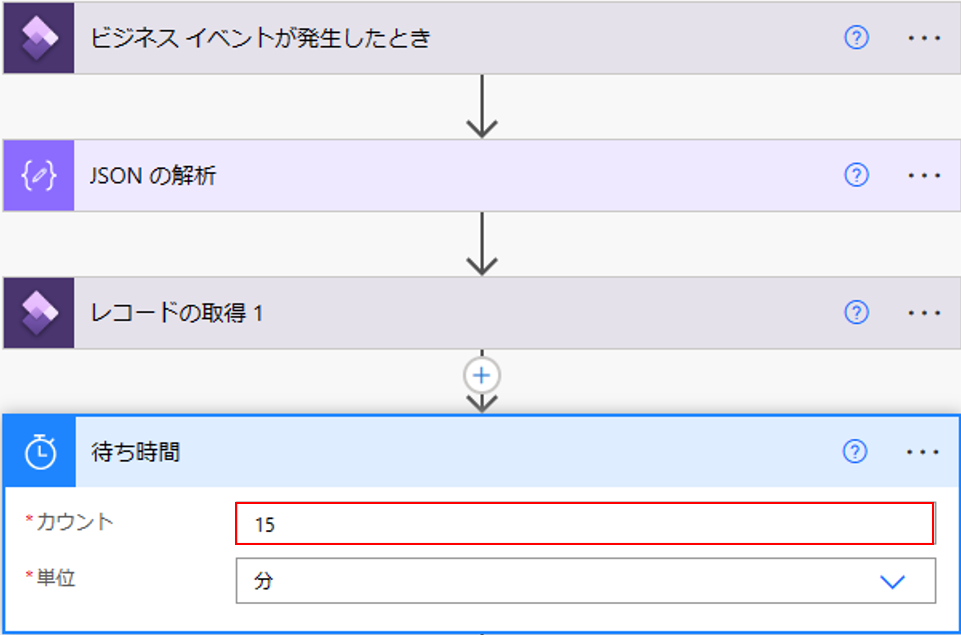 ビジネス イベントが発生したとき
JSON の解析
レコードの取得 1
待ち時間
*カウント
15
*単位
分